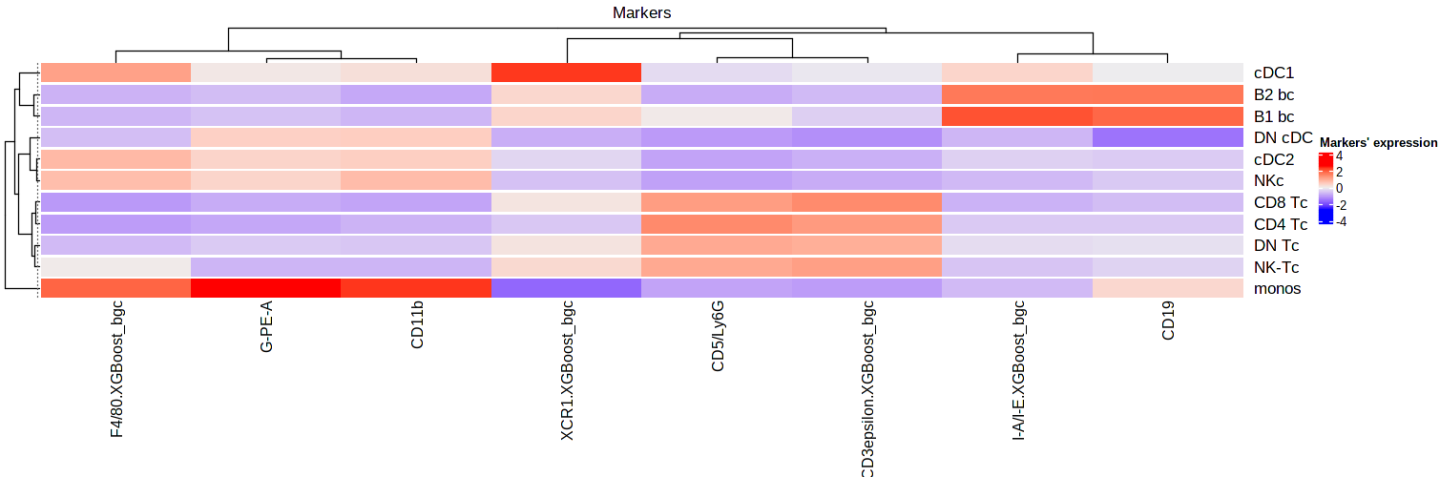 Markers
cDC1
B2 bc
B1 bc
DN cDC
cDC2
NKc
CD8 Tc
CD4 Tc
DN Tc
NK-Tc
monos
Markers' expression
4
2
0
-2
-4
F4/80.XGBoost_bgc
G-PE-A
CD11b
XCR1.XGBoost_bgc
CD5/Ly6G
CD3epsilon.XGBoost_bgc
I-A/I-E.XGBoost_bgc
CD19